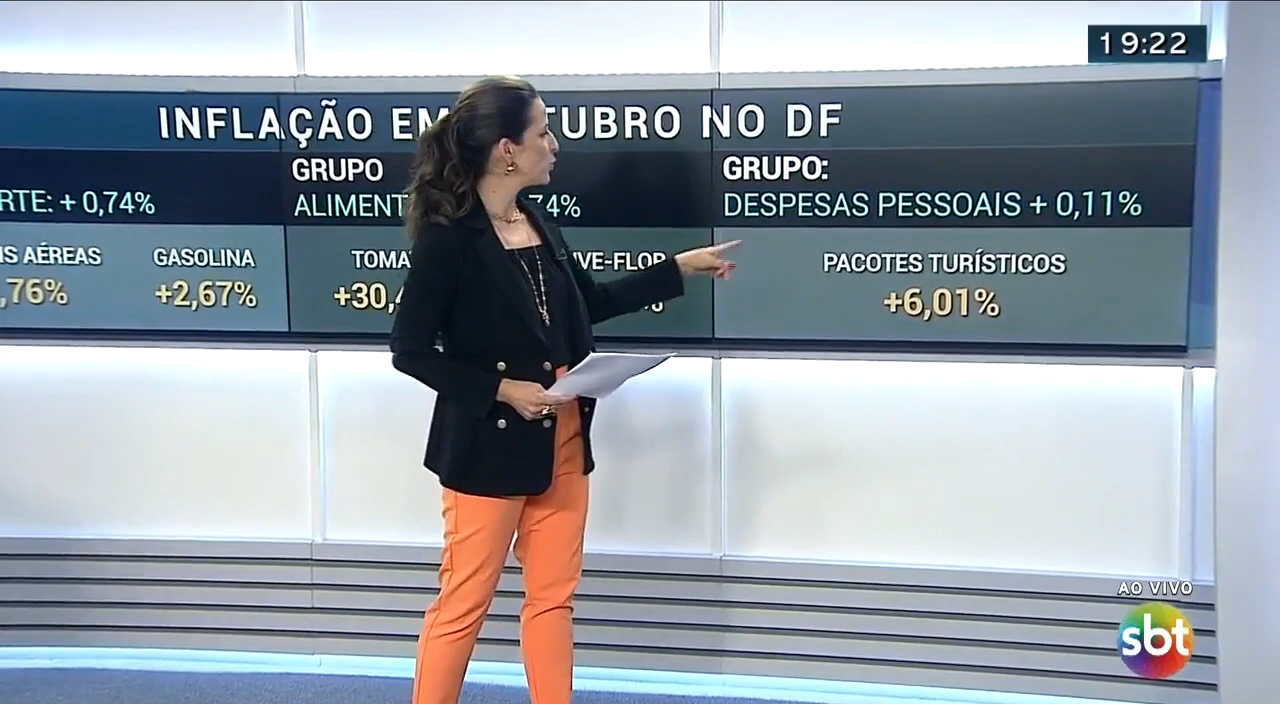 19:22
INFLAÇÃO EM TUBRO NO DF
RTE: + 0,74%
IS AÉREAS
,76%
GASOLINA
+2,67%
GRUPO
ALIMENT 74%
TOMA
+30,
VE-FLOR
%
GRUPO:
DESPESAS PESSOAIS + 0,11%
PACOTES TURÍSTICOS
+6,01%
AO VIVO
sbt